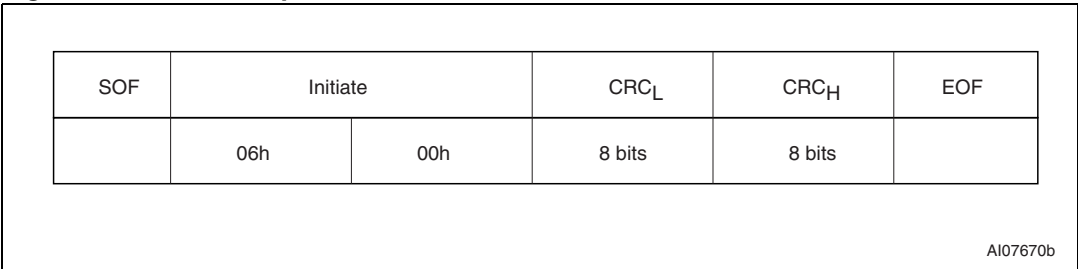 SOF Initiate CRCL CRCH EOF
06h 00h 8 bits 8 bits
AI07670b